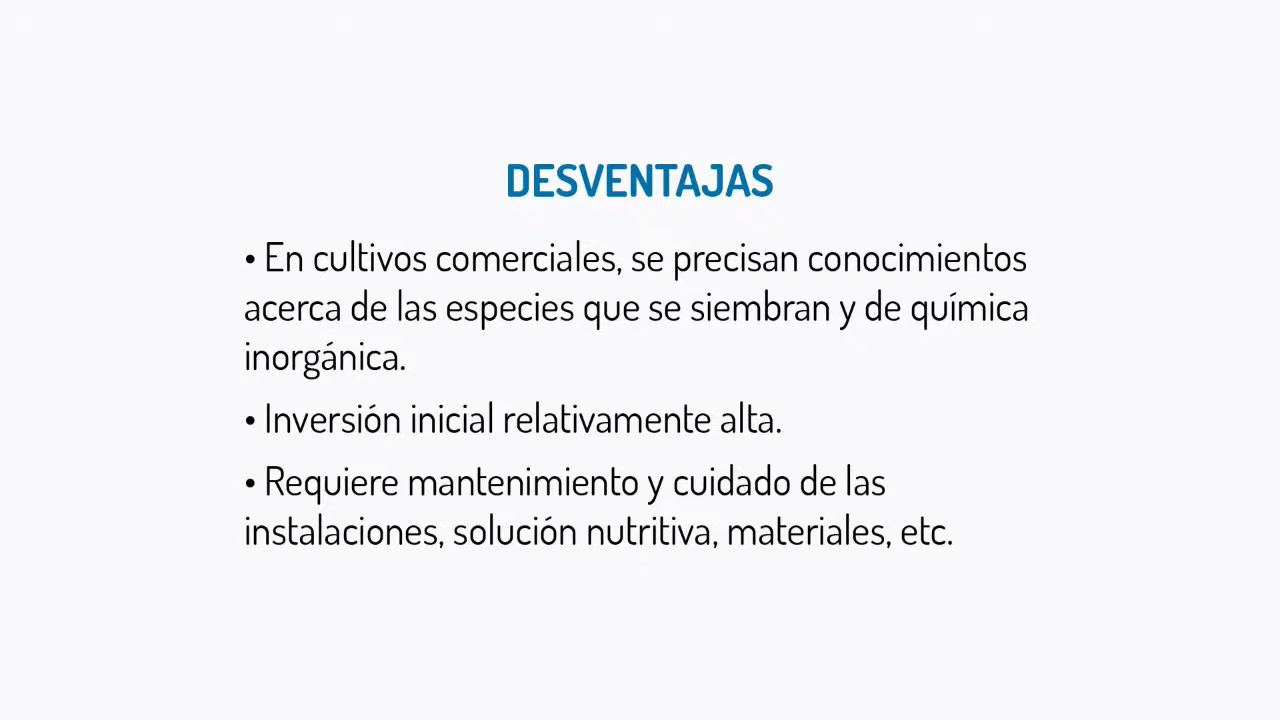 DESVENTAJAS
• En cultivos comerciales, se precisan conocimientos
acerca de las especies que se siembran y de química
inorgánica.
• Inversión inicial relativamente alta.
• Requiere mantenimiento y cuidado de las
instalaciones, solución nutritiva, materiales, etc.